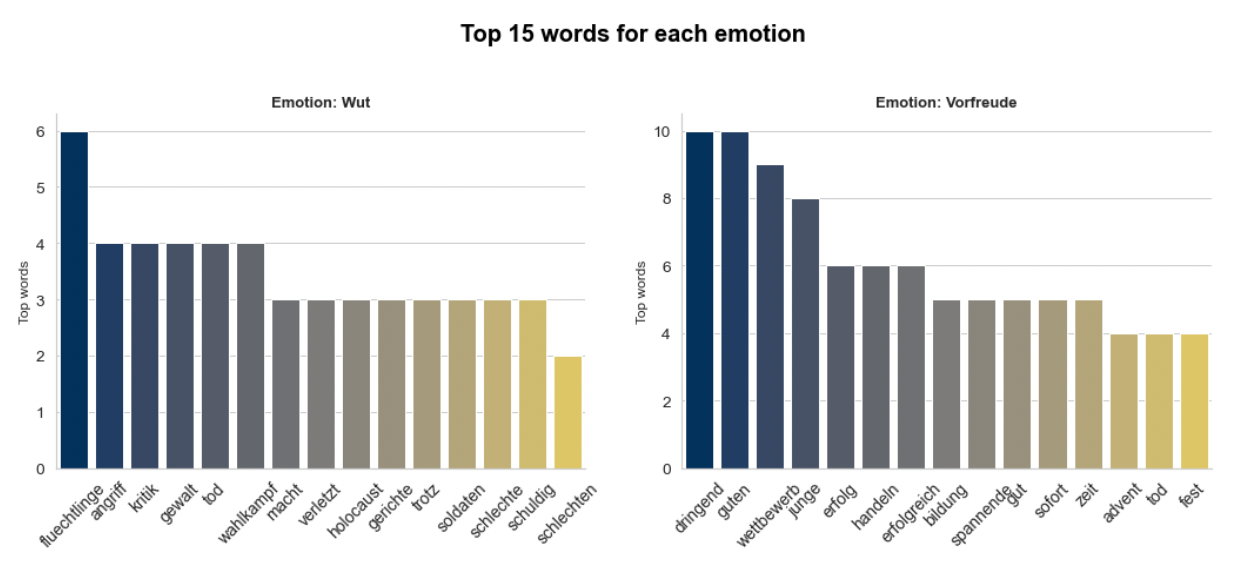 Top 15 words for each emotion
Emotion: Wut
Top words
6
5
4
3
2
1
0
fluechtlinge
angriff
kritik
gewalt
tod
wahlkampf
macht
verletzt
holocaust
gerichte
trotz
soldaten
schlechte
schuldig
schlechten
Emotion: Vorfreude
Top words
10
8
6
4
2
0
dringend
guten
wettbewerb
junge
erfolg
handeln
erfolgreich
bildung
spannende
gut
sofort
zeit
advent
tod
fest